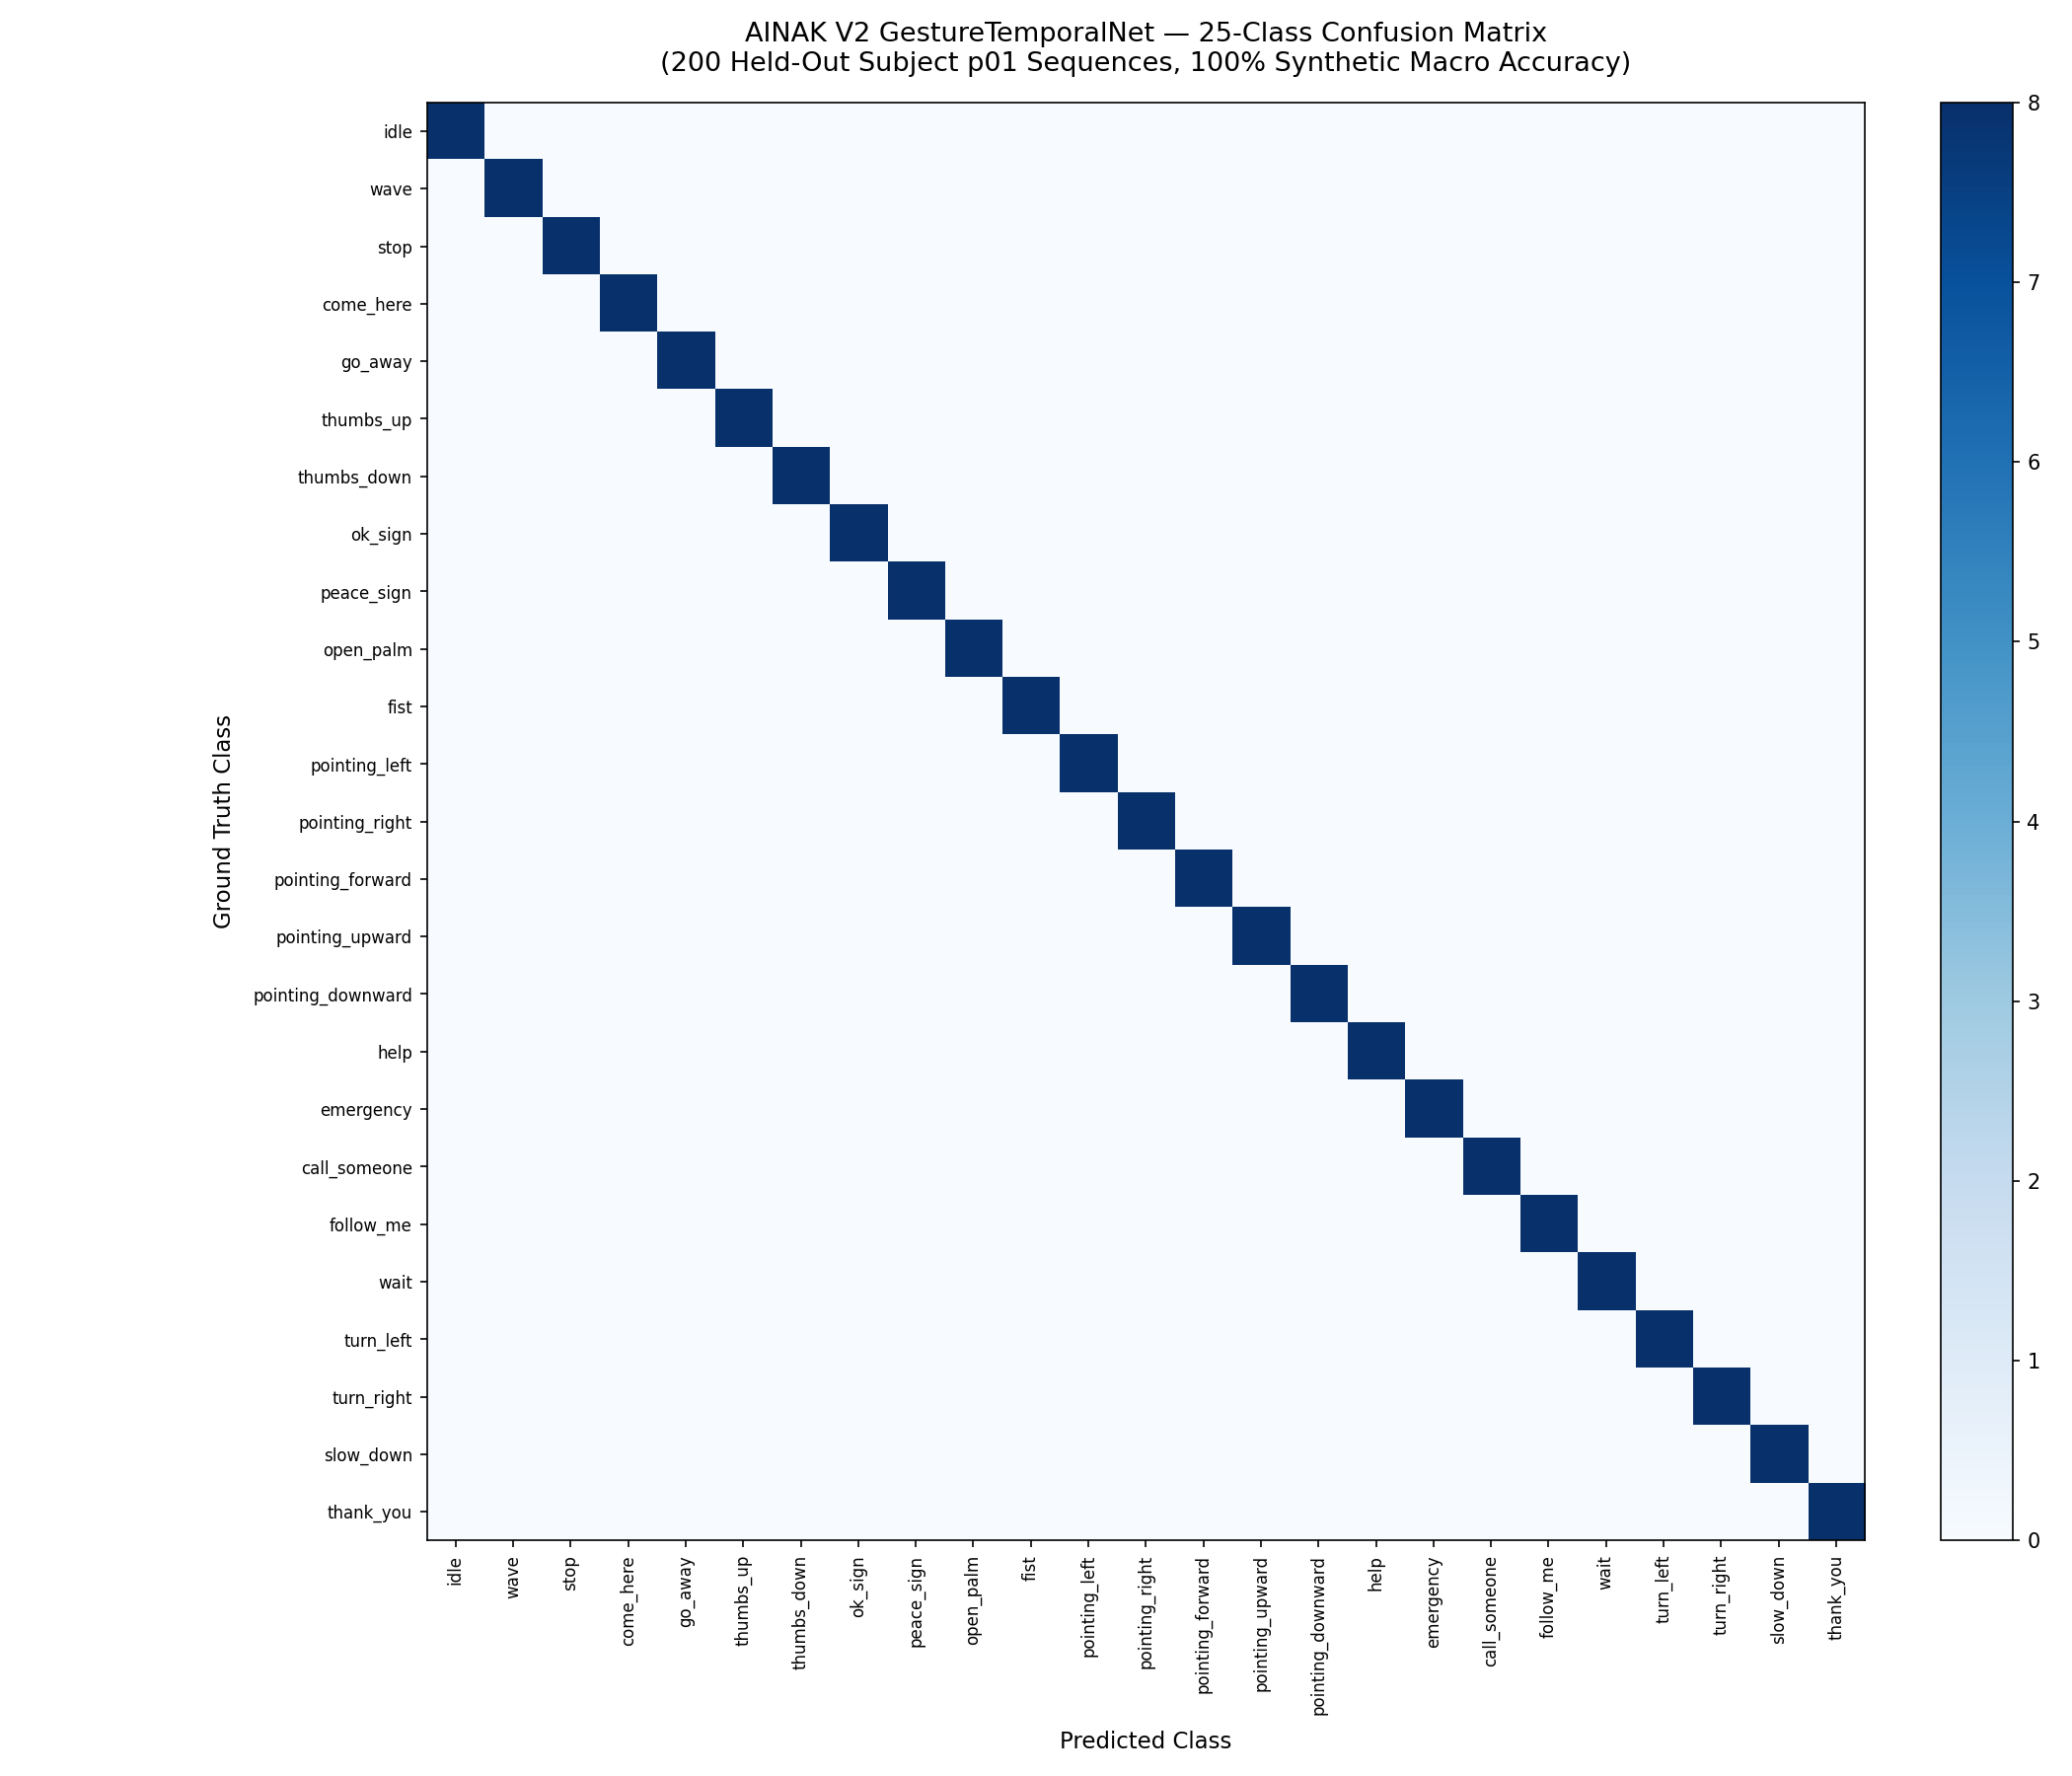 AINAK V2 GestureTemporalNet — 25-Class Confusion Matrix
(200 Held-Out Subject p01 Sequences, 100% Synthetic Macro Accuracy)
Ground Truth Class
idle
wave
stop
come_here
go_away
thumbs_up
thumbs_down
ok_sign
peace_sign
open_palm
fist
pointing_left
pointing_right
pointing_forward
pointing_upward
pointing_downward
help
emergency
call_someone
follow_me
wait
turn_left
turn_right
slow_down
thank_you
idle
wave
stop
come_here
go_away
thumbs_up
thumbs_down
ok_sign
peace_sign
open_palm
fist
pointing_left
pointing_right
pointing_forward
pointing_upward
pointing_downward
help
emergency
call_someone
follow_me
wait
turn_left
turn_right
slow_down
thank_you
Predicted Class
8
7
6
5
4
3
2
1
0